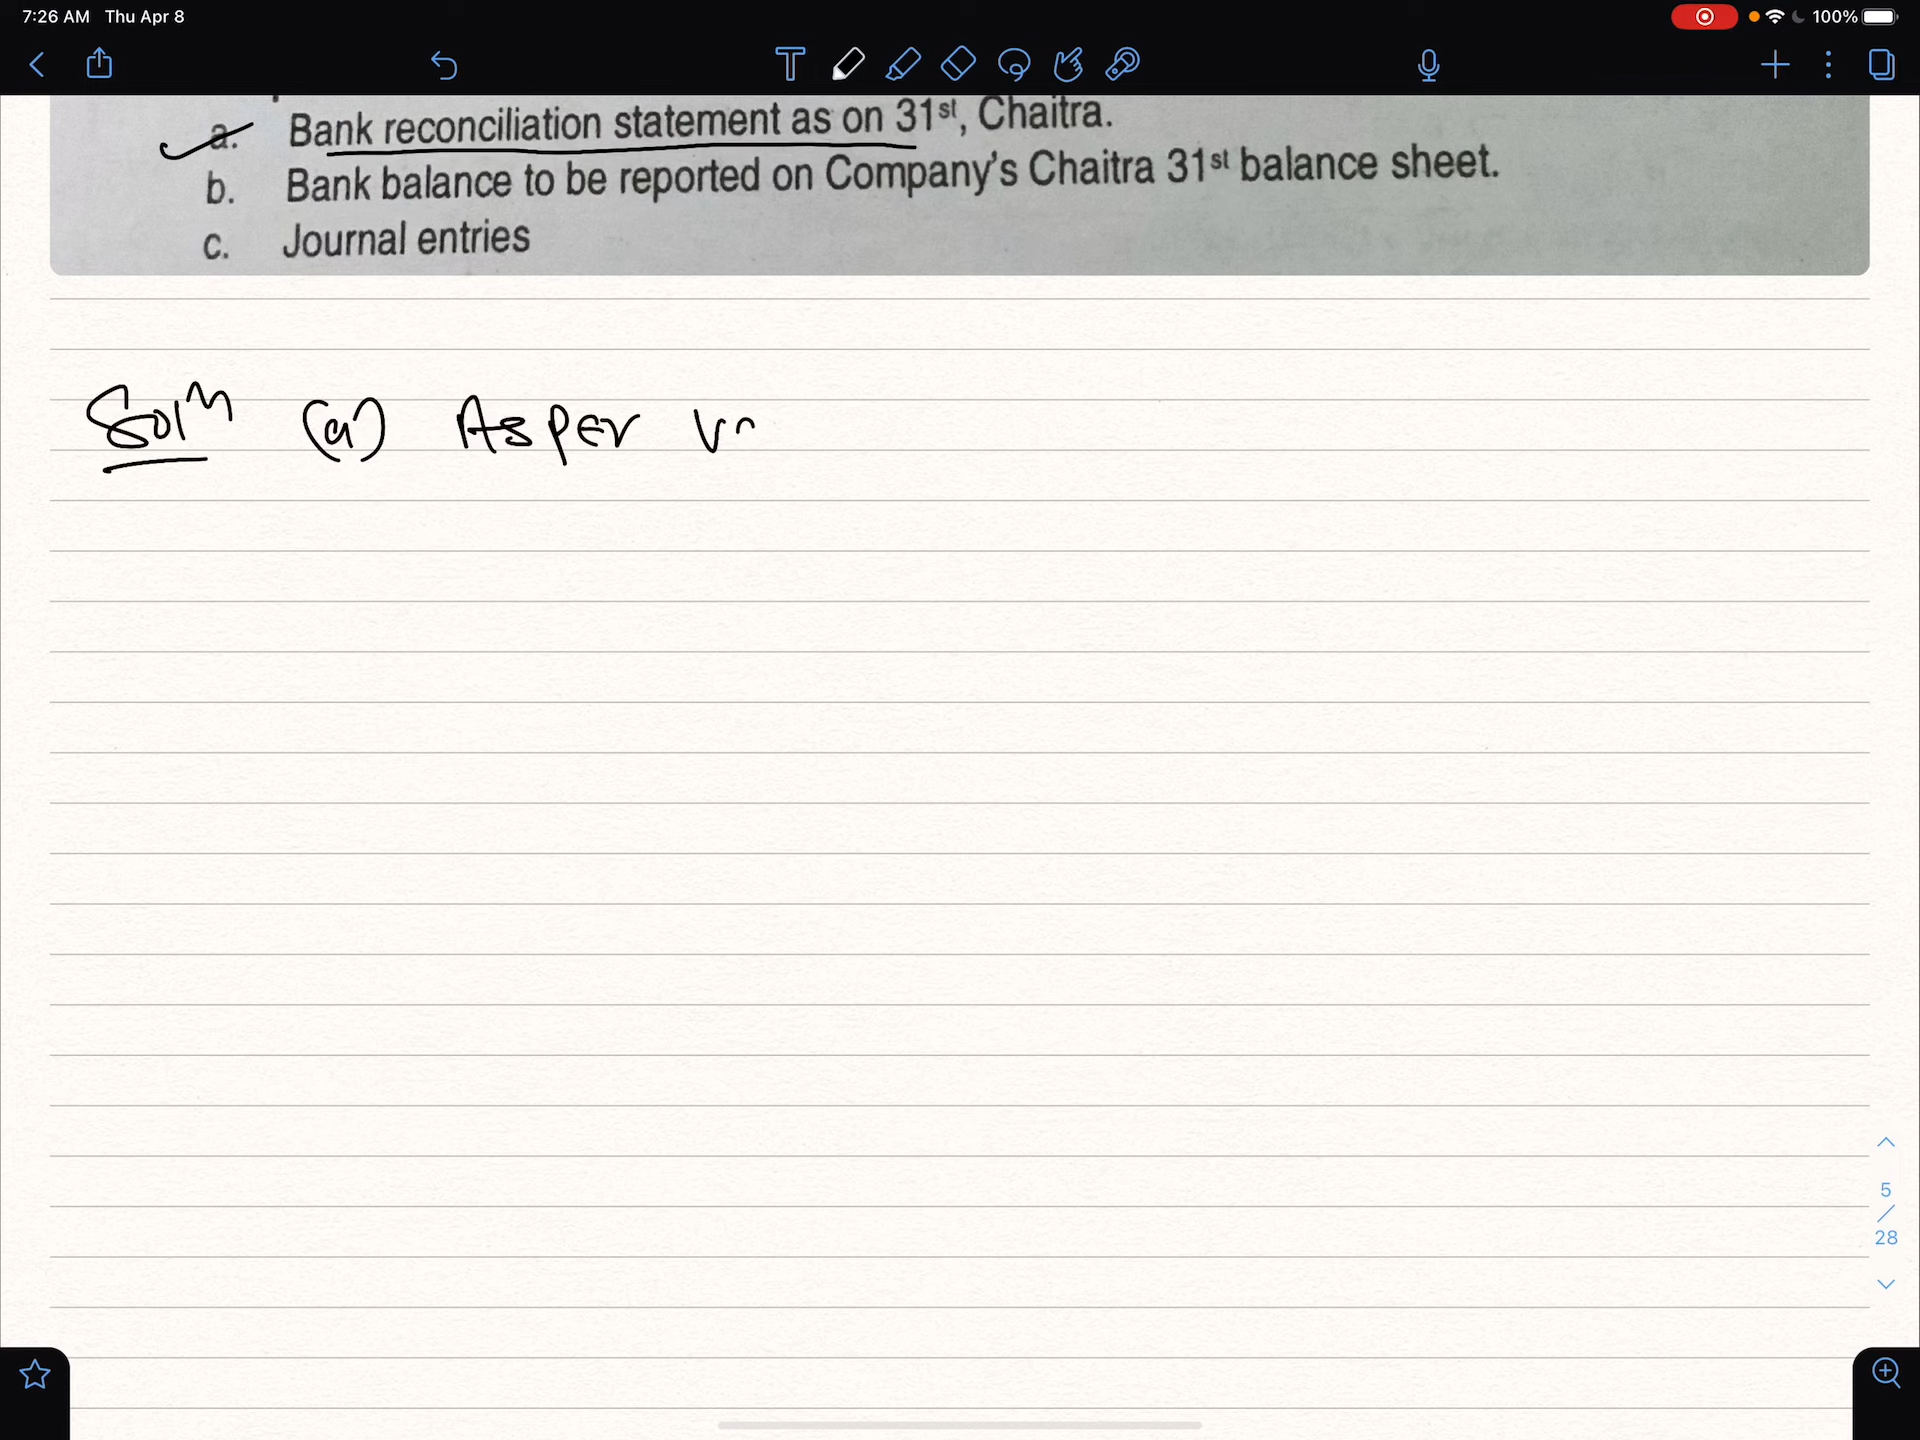 7:26 AM Thu Apr 8
100%
a. Bank reconciliation statement as on 31st, Chaitra.
b. Bank balance to be reported on Company's Chaitra 31st balance sheet.
c. Journal entries
Soln (a) As per
5
/
28